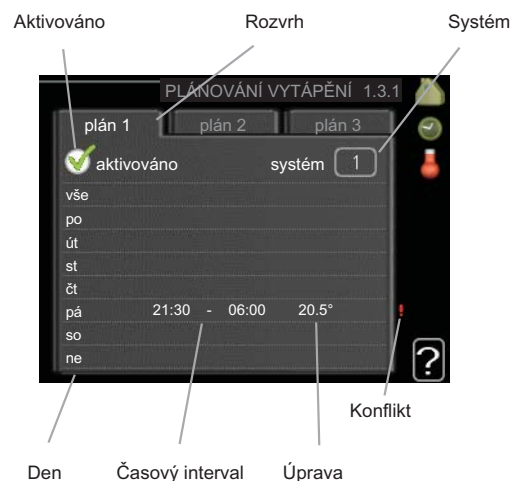 Aktivováno Rozvrh Systém
PLÁNOVÁNÍ VYTÁPĚNÍ 1.3.1
plán 1 plán 2 plán 3
aktivováno systém 1
vše
po
út
st
čt
pá 21:30 - 06:00 20.5° !
so
ne
?
Konflikt
Den Časový interval Úprava